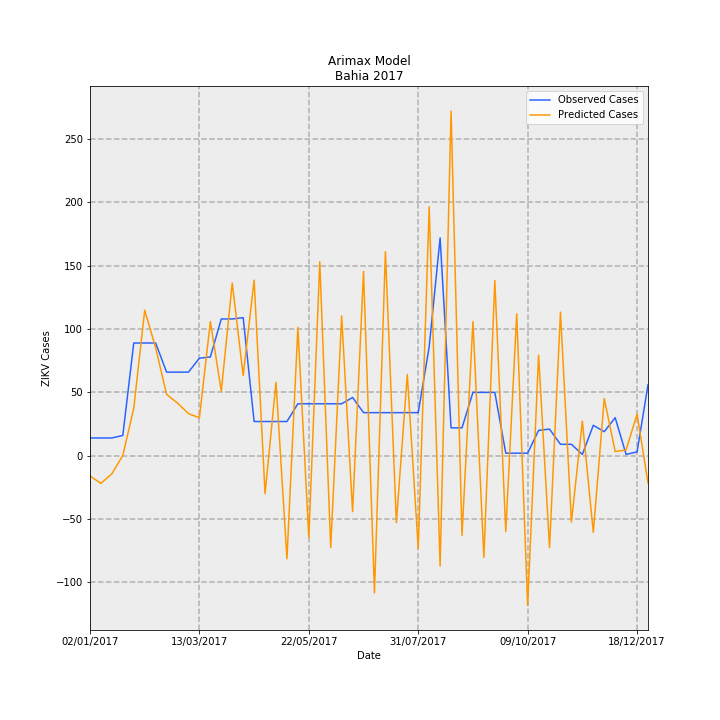 Arimax Model
Bahia 2017
Observed Cases
Predicted Cases
ZIKV Cases
250
200
150
100
50
0
−50
−100
02/01/2017
13/03/2017
22/05/2017
31/07/2017
09/10/2017
18/12/2017
Date